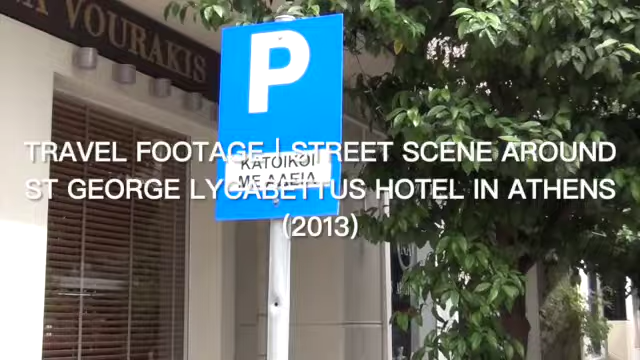 A VOURAKIS
P
ΚΑΤΟΙΚΟΙ
ΜΕ ΑΔΕΙΑ
TRAVEL FOOTAGE | STREET SCENE AROUND
ST GEORGE LYCABETTUS HOTEL IN ATHENS
(2013)